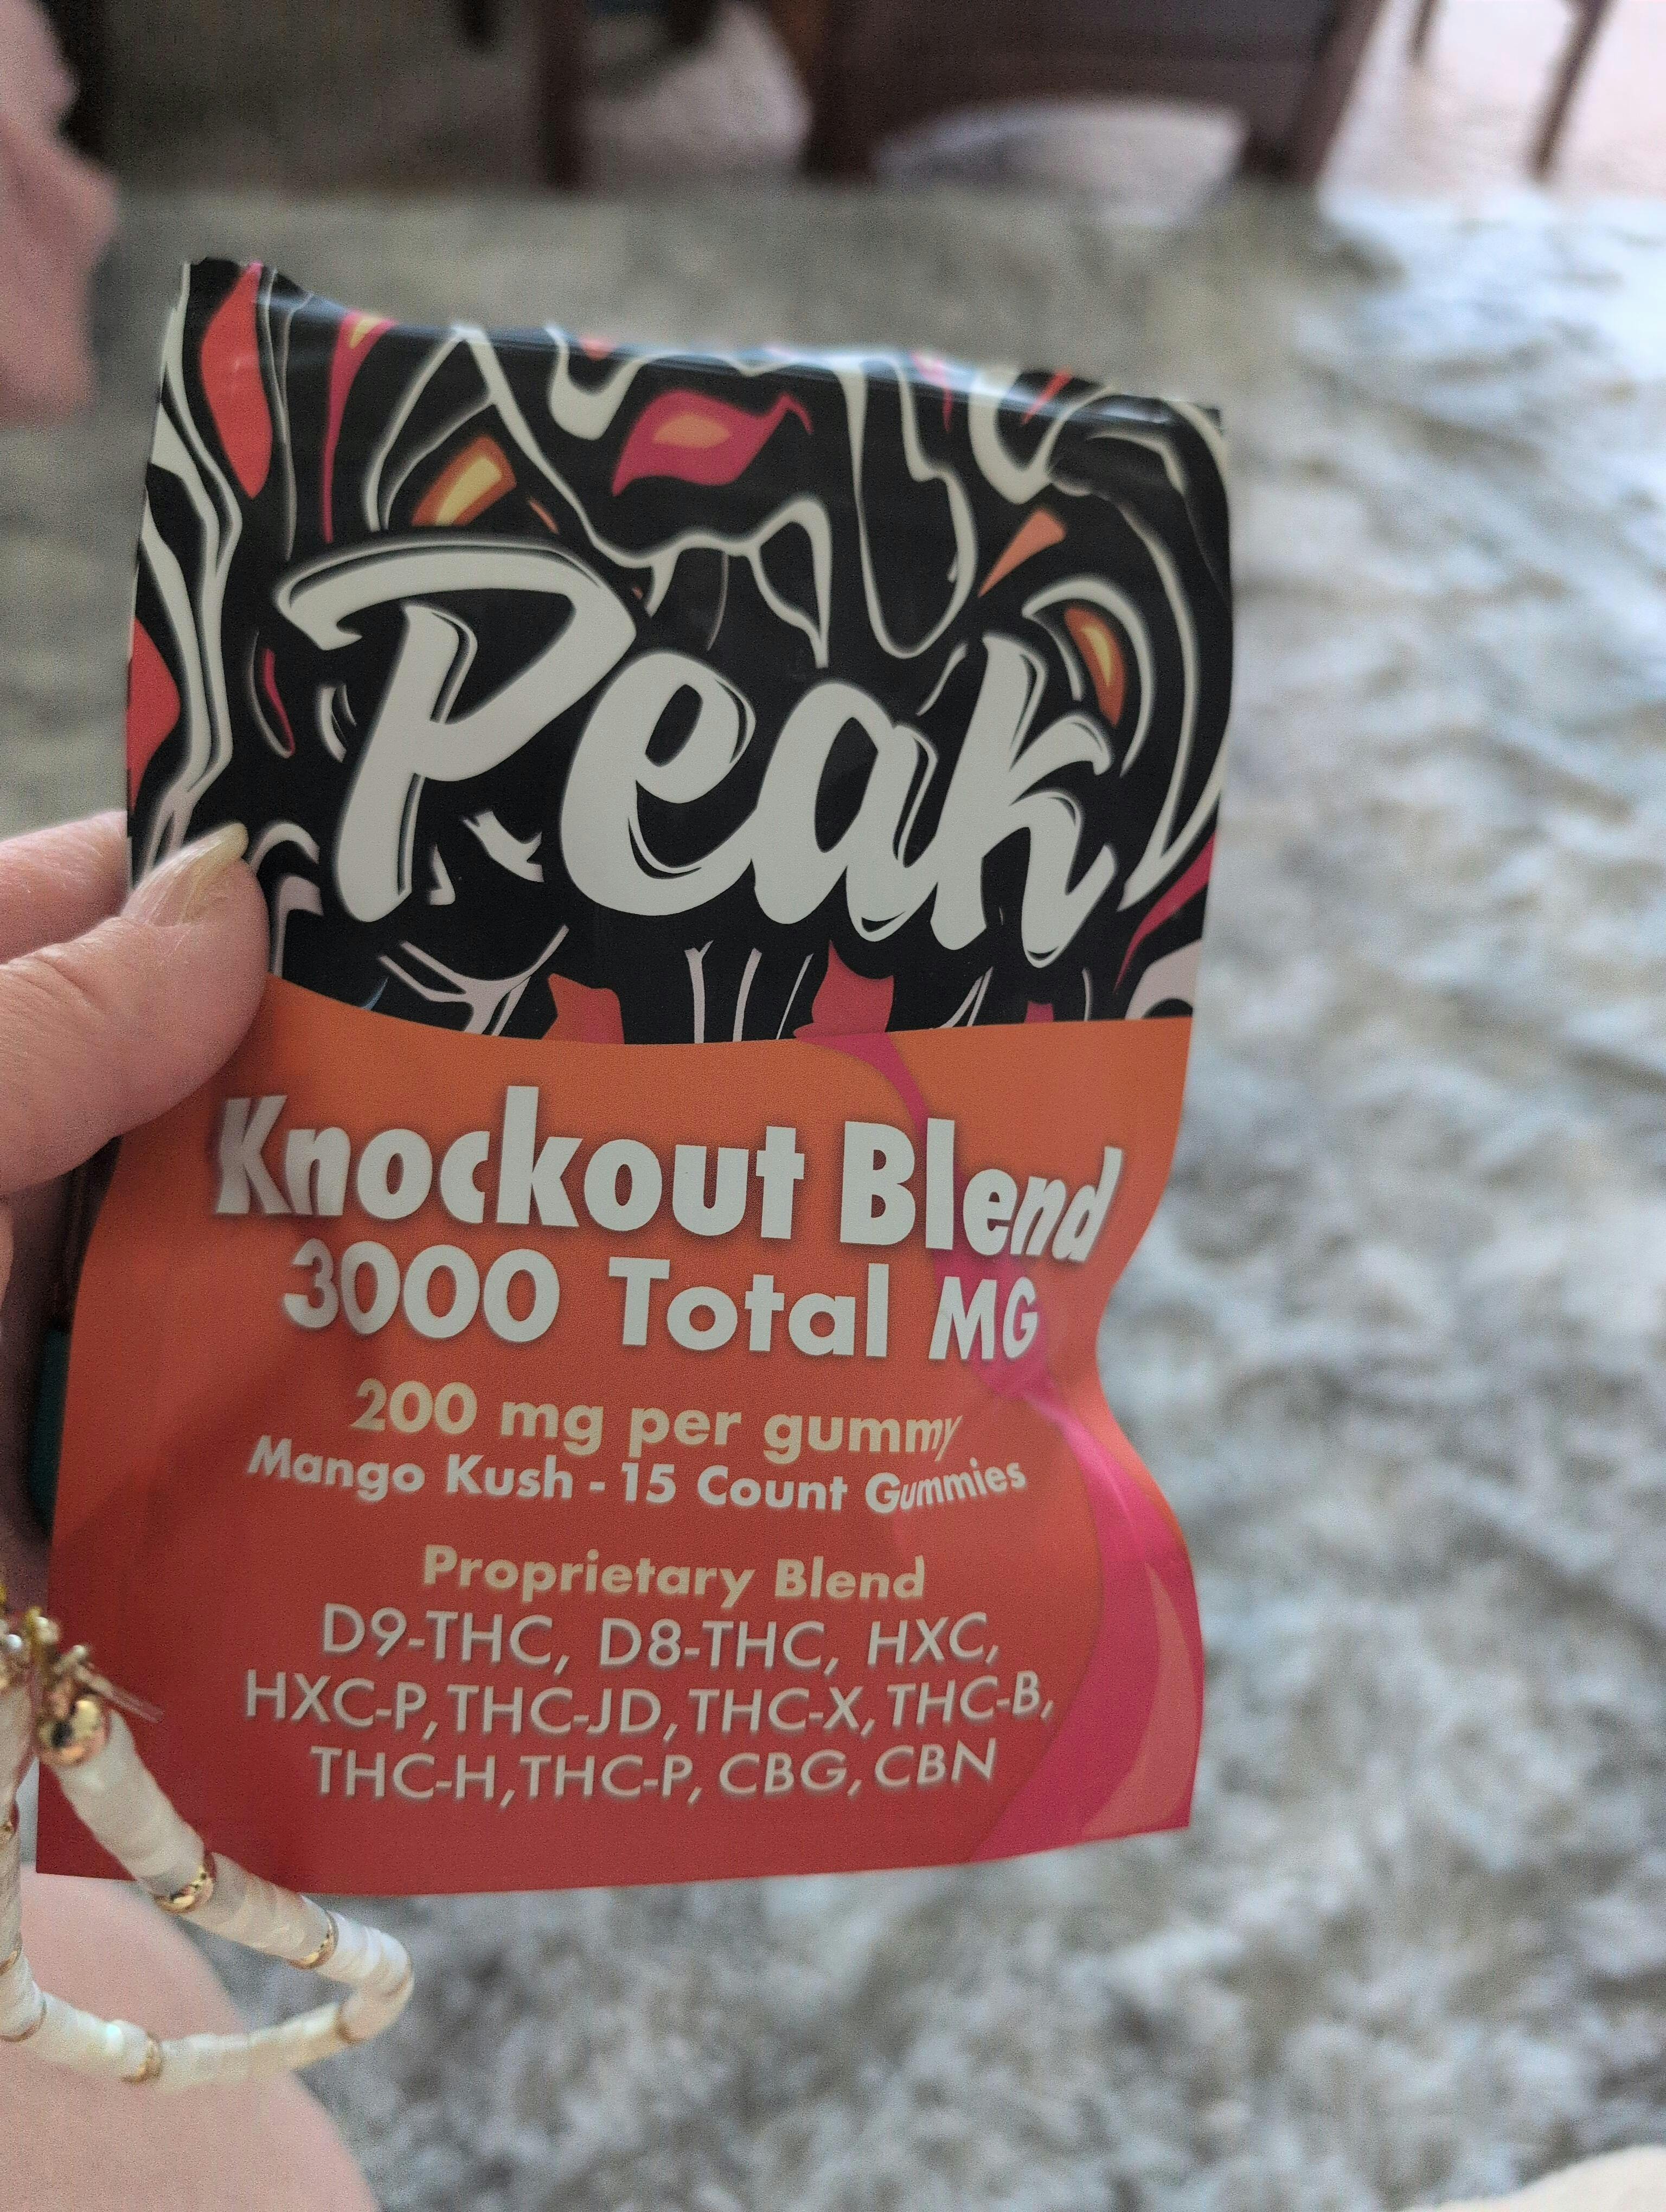 Peak
Knockout Blend
3000 Total MG
200 mg per gummy
Mango Kush - 15 Count Gummies
Proprietary Blend
D9-THC, D8-THC, HXC,
HXC-P, THC-JD, THC-X, THC-B,
THC-H, THC-P, CBG, CBN